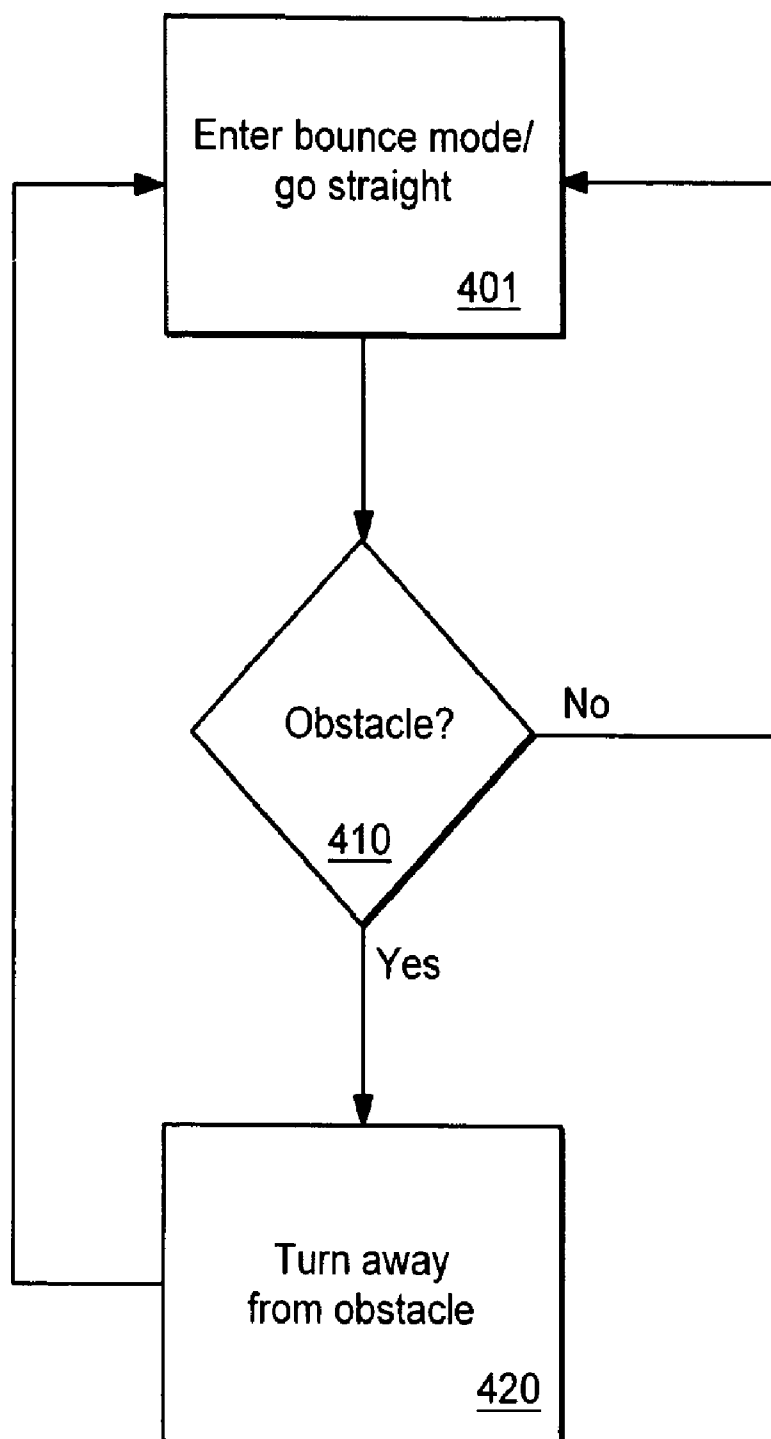 Enter bounce mode/
go straight
401
Obstacle?
No
410
Yes
Turn away
from obstacle
420